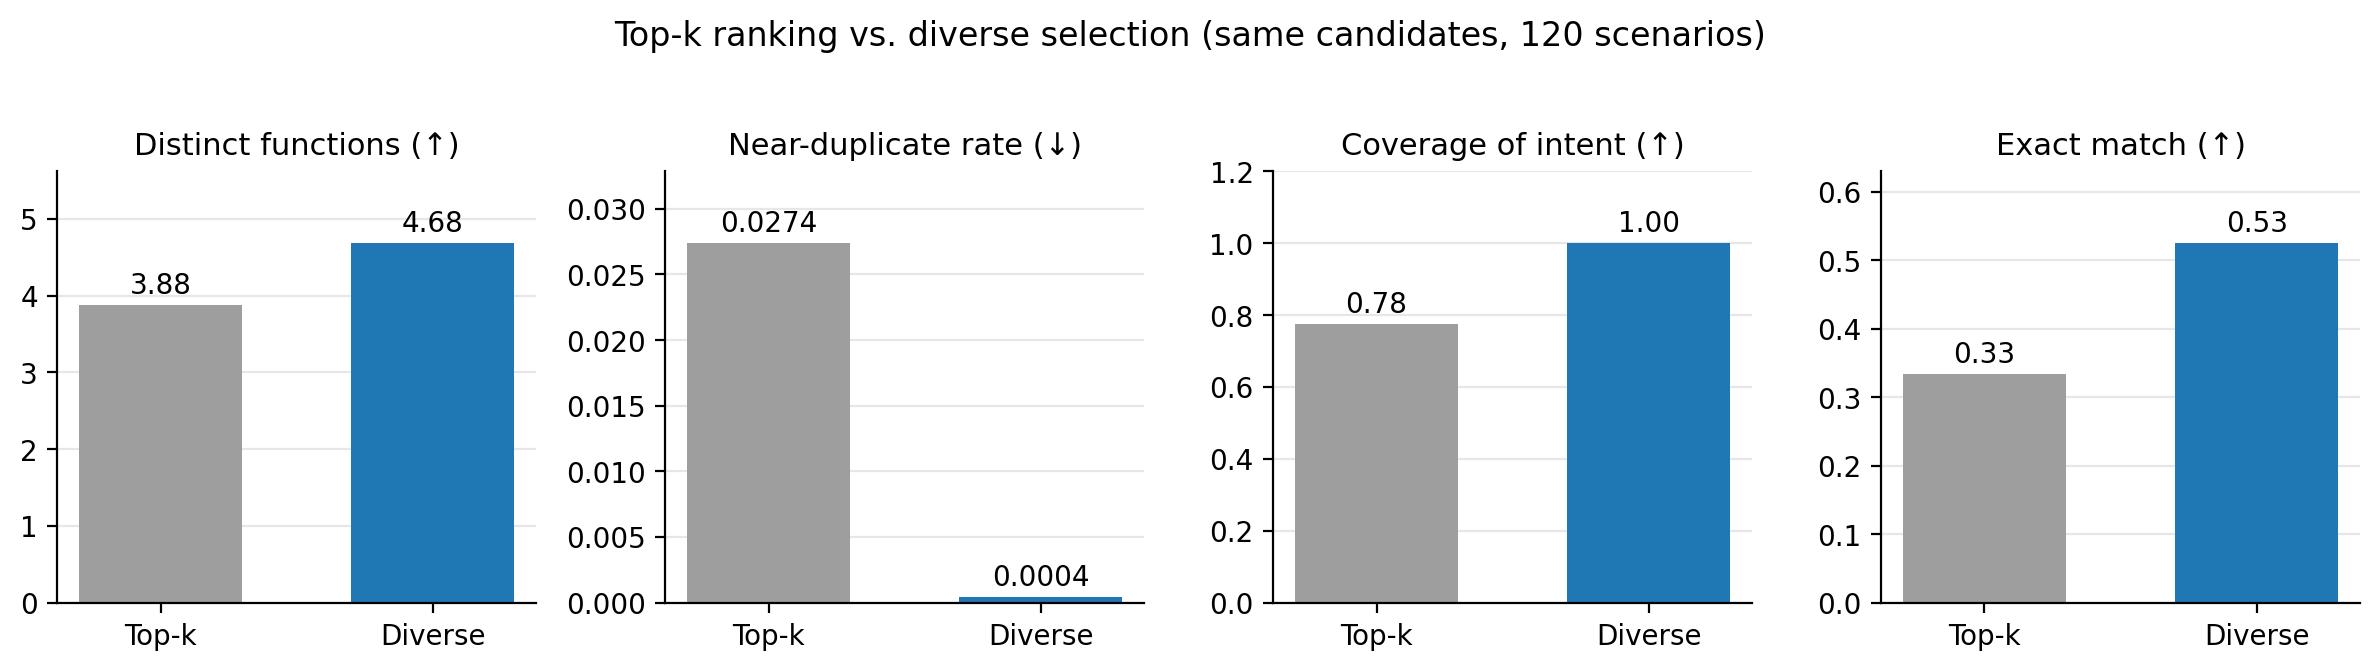 Top-k ranking vs. diverse selection (same candidates, 120 scenarios)
Distinct functions (↑)
5
4
3
2
1
0
3.88
4.68
Top-k
Diverse
Near-duplicate rate (↓)
0.030
0.025
0.020
0.015
0.010
0.005
0.000
0.0274
0.0004
Top-k
Diverse
Coverage of intent (↑)
1.2
1.0
0.8
0.6
0.4
0.2
0.0
0.78
1.00
Top-k
Diverse
Exact match (↑)
0.6
0.5
0.4
0.3
0.2
0.1
0.0
0.33
0.53
Top-k
Diverse